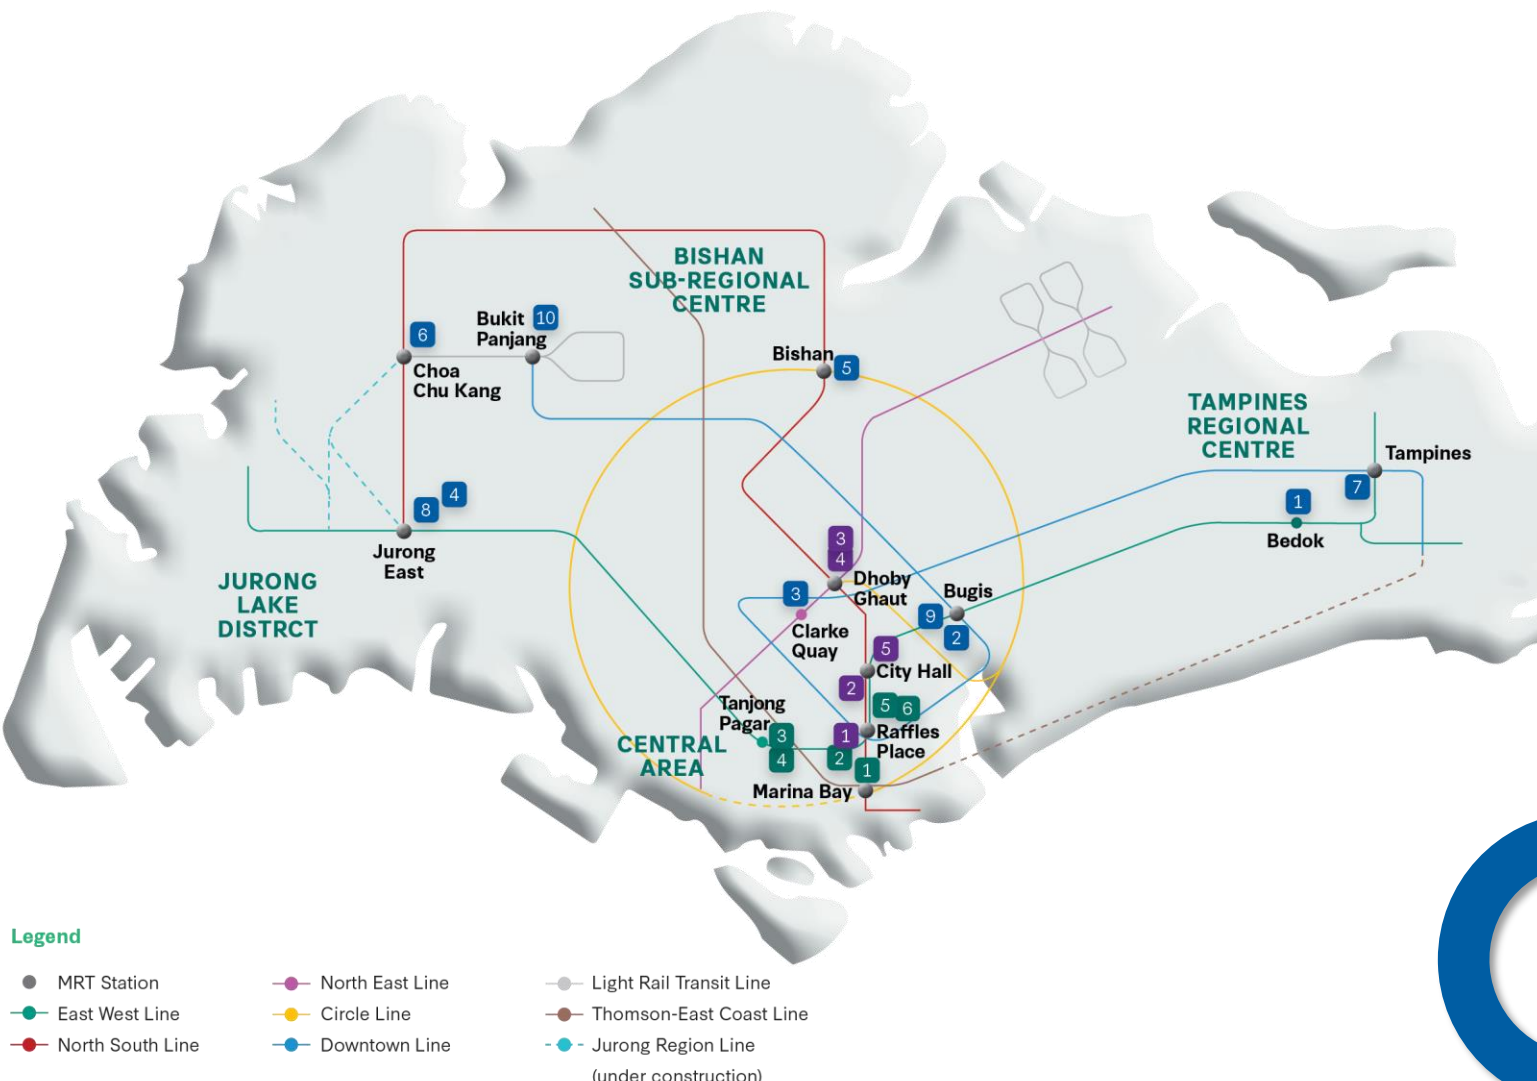 BISHAN
SUB-REGIONAL
CENTRE
Bukit
Panjang
10
6
Choa
Chu Kang
Bishan
5
TAMPINES
REGIONAL
CENTRE
Tampines
7
1
Bedok
4
8
Jurong
East
JURONG
LAKE
DISTRCT
3
4
Dhoby
Ghaut
3
Clarke
Quay
Bugis
9
2
5
City Hall
2
5
6
Tanjong
Pagar
3
4
1
2
Raffles
Place
1
CENTRAL
AREA
Marina Bay
Legend
MRT Station
East West Line
North South Line
North East Line
Circle Line
Downtown Line
Light Rail Transit Line
Thomson-East Coast Line
Jurong Region Line
(under construction)